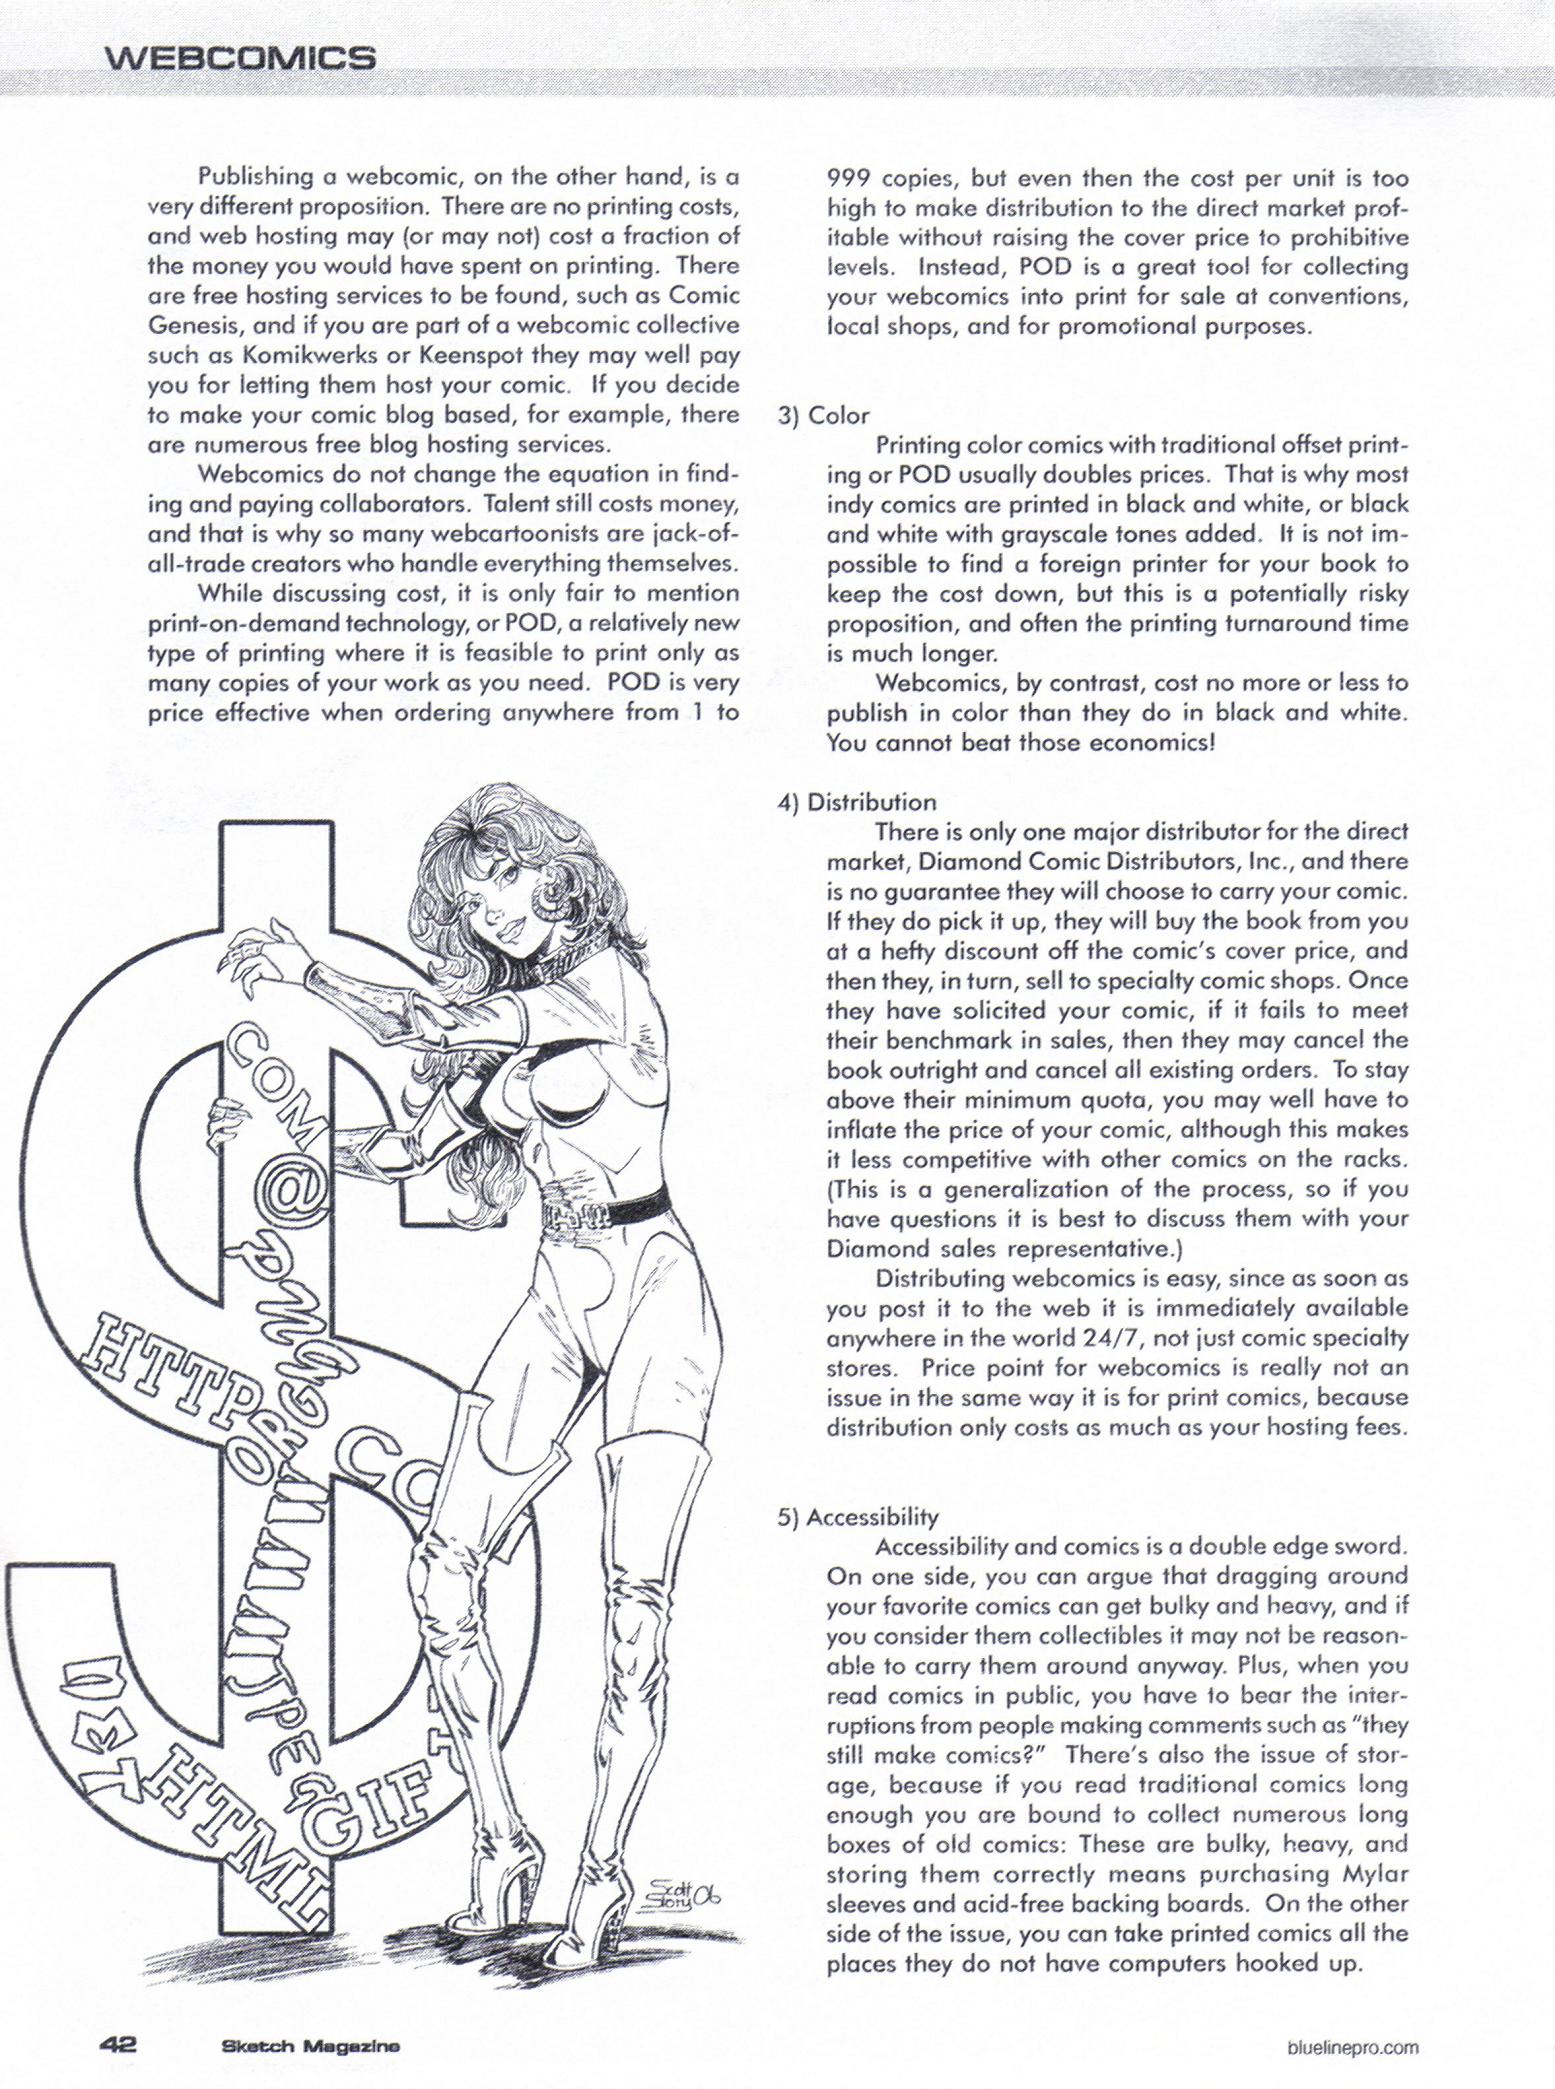 WEBCOMICS
Publishing a webcomic, on the other hand, is a
very different proposition. There are no printing costs,
and web hosting may (or may not) cost a fraction of
the money you would have spent on printing. There
are free hosting services to be found, such as Comic
Genesis, and if you are part of a webcomic collective
such as Komikwerks or Keenspot they may well pay
you for letting them host your comic. If you decide
to make your comic blog based, for example, there
are numerous free blog hosting services.
Webcomics do not change the equation in find-
ing and paying collaborators. Talent still costs money,
and that is why so many webcartoonists are jack-of-
all-trade creators who handle everything themselves.
While discussing cost, it is only fair to mention
print-on-demand technology, or POD, a relatively new
type of printing where it is feasible to print only as
many copies of your work as you need. POD is very
price effective when ordering anywhere from 1 to
999 copies, but even then the cost per unit is too
high to make distribution to the direct market prof-
itable without raising the cover price to prohibitive
levels. Instead, POD is a great tool for collecting
your webcomics into print for sale at conventions,
local shops, and for promotional purposes.
3) Color
Printing color comics with traditional offset print-
ing or POD usually doubles prices. That is why most
indy comics are printed in black and white, or black
and white with grayscale tones added. It is not im-
possible to find a foreign printer for your book to
keep the cost down, but this is a potentially risky
proposition, and often the printing turnaround time
is much longer.
Webcomics, by contrast, cost no more or less to
publish in color than they do in black and white.
You cannot beat those economics!
4) Distribution
There is only one major distributor for the direct
market, Diamond Comic Distributors, Inc., and there
is no guarantee they will choose to carry your comic.
If they do pick it up, they will buy the book from you
at a hefty discount off the comic's cover price, and
then they, in turn, sell to specialty comic shops. Once
they have solicited your comic, if it fails to meet
their benchmark in sales, then they may cancel the
book outright and cancel all existing orders. To stay
above their minimum quota, you may well have to
inflate the price of your comic, although this makes
it less competitive with other comics on the racks.
(This is a generalization of the process, so if you
have questions it is best to discuss them with your
Diamond sales representative.)
Distributing webcomics is easy, since as soon as
you post it to the web it is immediately available
anywhere in the world 24/7, not just comic specialty
stores. Price point for webcomics is really not an
issue in the same way it is for print comics, because
distribution only costs as much as your hosting fees.
5) Accessibility
Accessibility and comics is a double edge sword.
On one side, you can argue that dragging around
your favorite comics can get bulky and heavy, and if
you consider them collectibles it may not be reason-
able to carry them around anyway. Plus, when you
read comics in public, you have to bear the inter-
ruptions from people making comments such as "they
still make comics?" There's also the issue of stor-
age, because if you read traditional comics long
enough you are bound to collect numerous long
boxes of old comics: These are bulky, heavy, and
storing them correctly means purchasing Mylar
sleeves and acid-free backing boards. On the other
side of the issue, you can take printed comics all the
places they do not have computers hooked up.
COM
@
PNG
HTTP
ORG
CO
WWW
JPEG
NET
HTML
GIF
Scott
Story 06
42 Sketch Magazine
bluelinepro.com